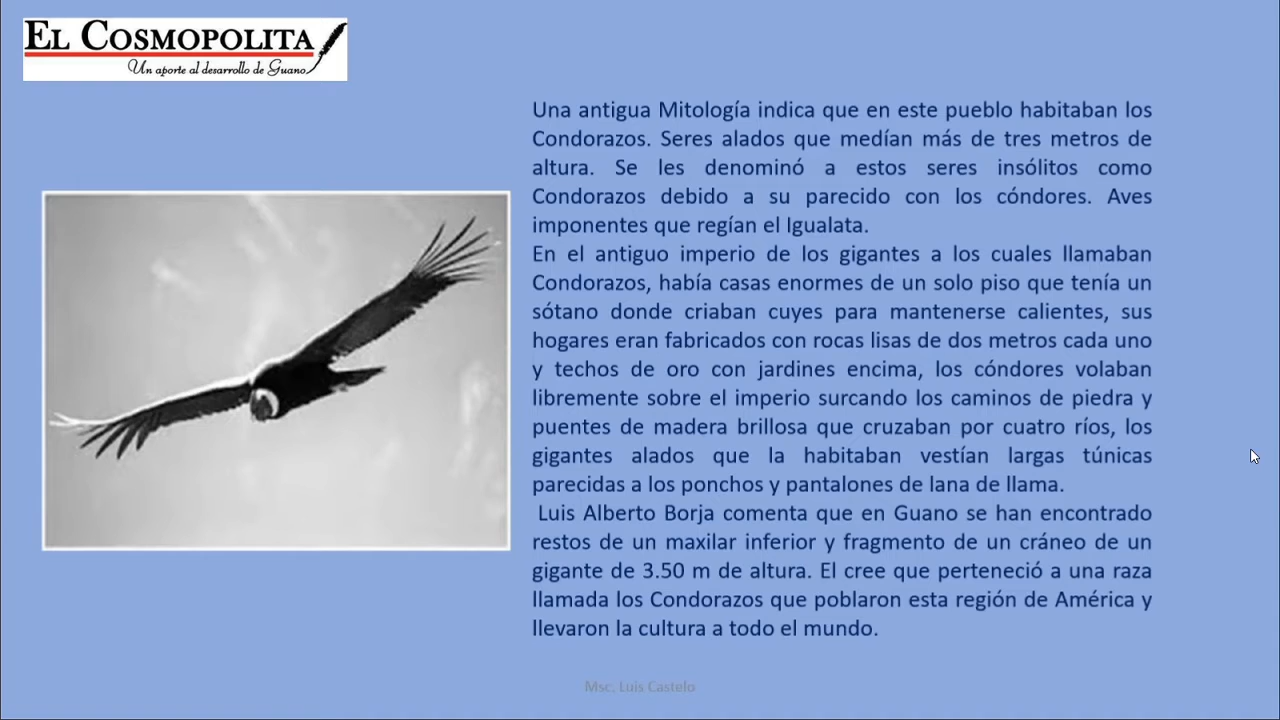 EL COSMOPOLITA
Un aporte al desarrollo de Guano
Una antigua Mitología indica que en este pueblo habitaban los
Condorazos. Seres alados que medían más de tres metros de
altura. Se les denominó a estos seres insólitos como
Condorazos debido a su parecido con los cóndores. Aves
imponentes que regían el Igualata.
En el antiguo imperio de los gigantes a los cuales llamaban
Condorazos, había casas enormes de un solo piso que tenía un
sótano donde criaban cuyes para mantenerse calientes, sus
hogares eran fabricados con rocas lisas de dos metros cada uno
y techos de oro con jardines encima, los cóndores volaban
libremente sobre el imperio surcando los caminos de piedra y
puentes de madera brillosa que cruzaban por cuatro ríos, los
gigantes alados que la habitaban vestían largas túnicas
parecidas a los ponchos y pantalones de lana de llama.
Luis Alberto Borja comenta que en Guano se han encontrado
restos de un maxilar inferior y fragmento de un cráneo de un
gigante de 3.50 m de altura. El cree que perteneció a una raza
llamada los Condorazos que poblaron esta región de América y
llevaron la cultura a todo el mundo.
Msc. Luis Castelo